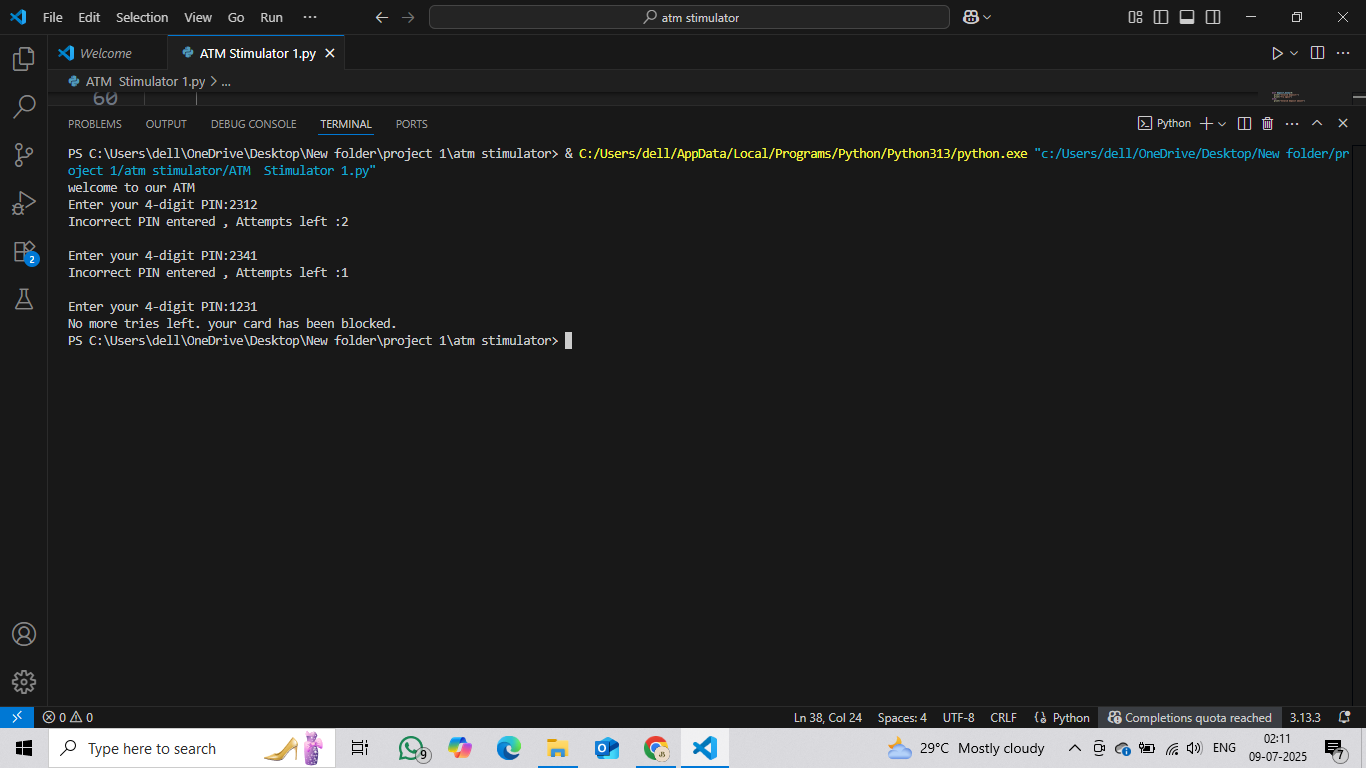 File Edit Selection View Go Run ··· atm stimulator
Welcome ATM Stimulator 1.py
ATM  Stimulator 1.py > ...
60
PROBLEMS OUTPUT DEBUG CONSOLE TERMINAL PORTS Python
PS C:\Users\dell\OneDrive\Desktop\New folder\project 1\atm stimulator> & C:/Users/dell/AppData/Local/Programs/Python/Python313/python.exe "c:/Users/dell/OneDrive/Desktop/New folder/pr
oject 1/atm stimulator/ATM  Stimulator 1.py"
welcome to our ATM
Enter your 4-digit PIN:2312
Incorrect PIN entered , Attempts left :2
Enter your 4-digit PIN:2341
Incorrect PIN entered , Attempts left :1
Enter your 4-digit PIN:1231
No more tries left. your card has been blocked.
PS C:\Users\dell\OneDrive\Desktop\New folder\project 1\atm stimulator>
2
0 0 Ln 38, Col 24 Spaces: 4 UTF-8 CRLF {} Python Completions quota reached 3.13.3
Type here to search 9 29°C Mostly cloudy ENG 02:11
09-07-2025 7